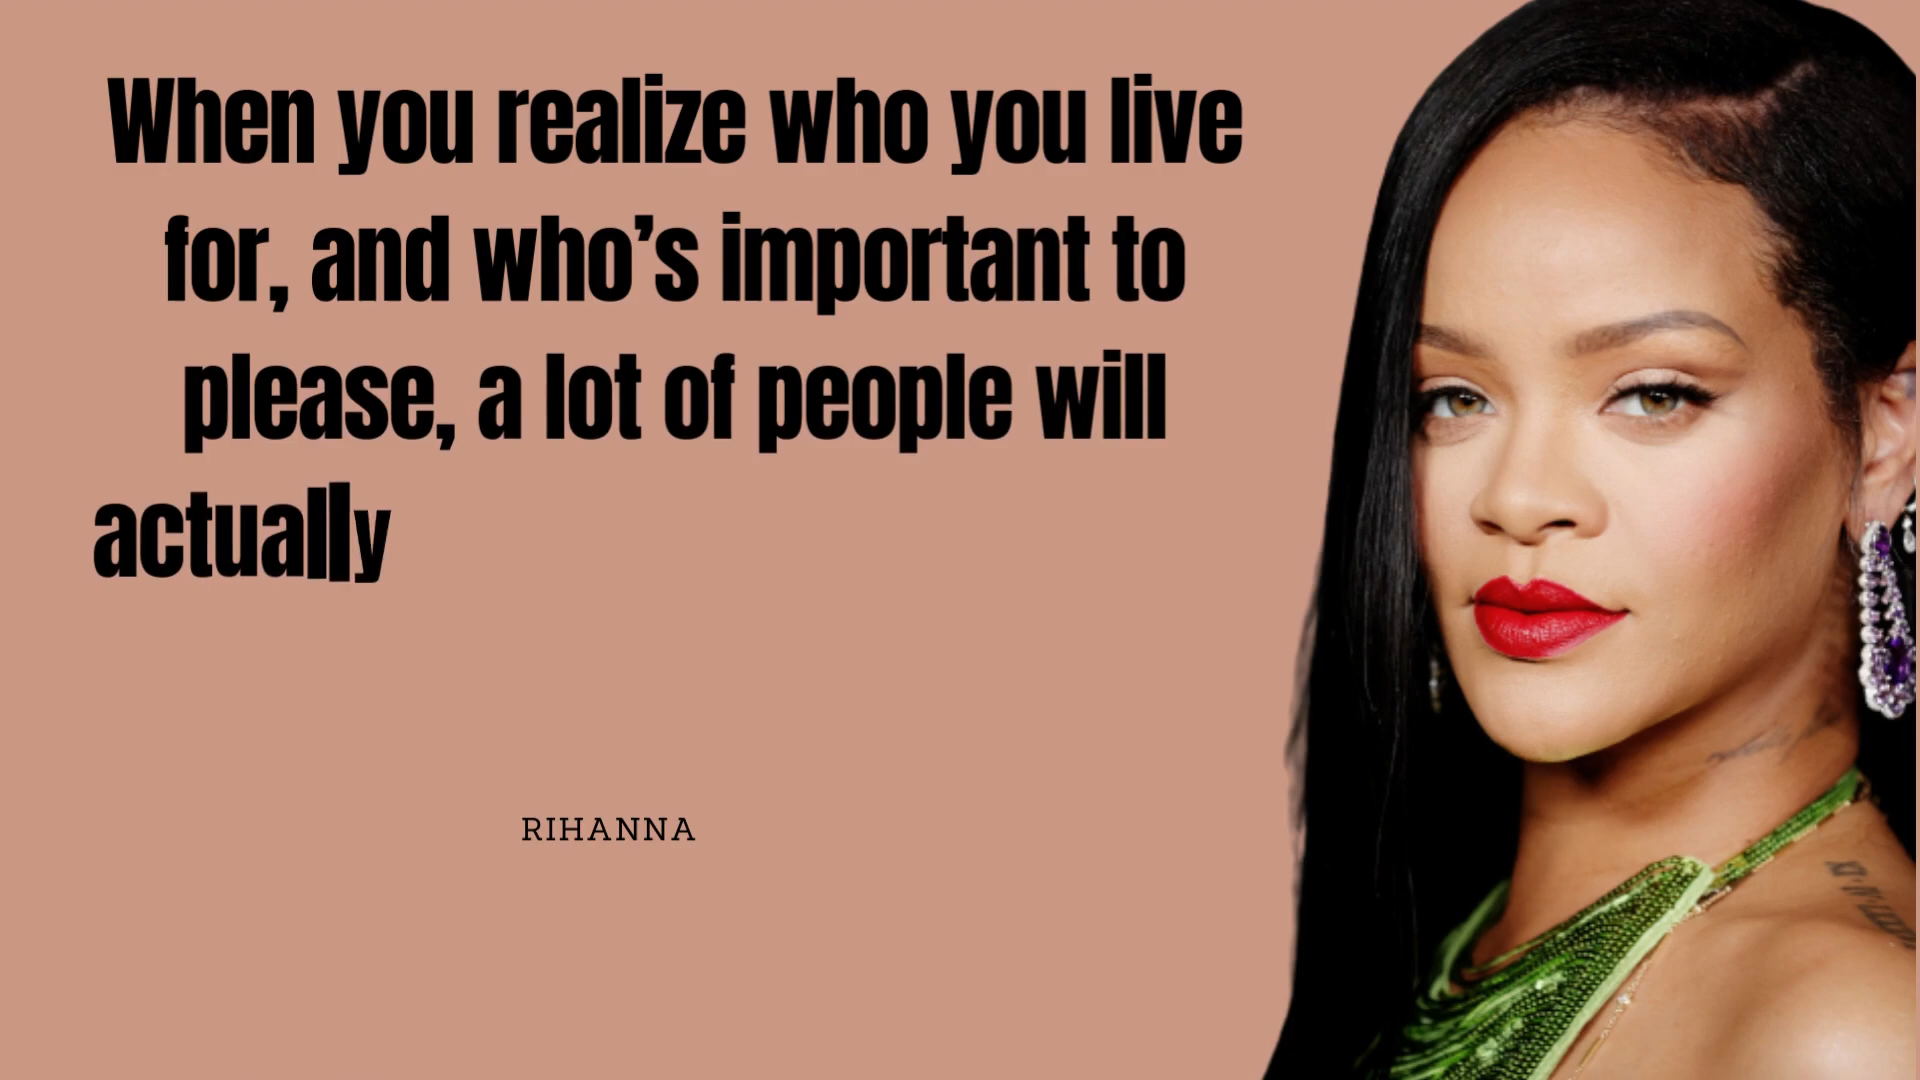 When you realize who you live
for, and who’s important to
please, a lot of people will
actually
RIHANNA